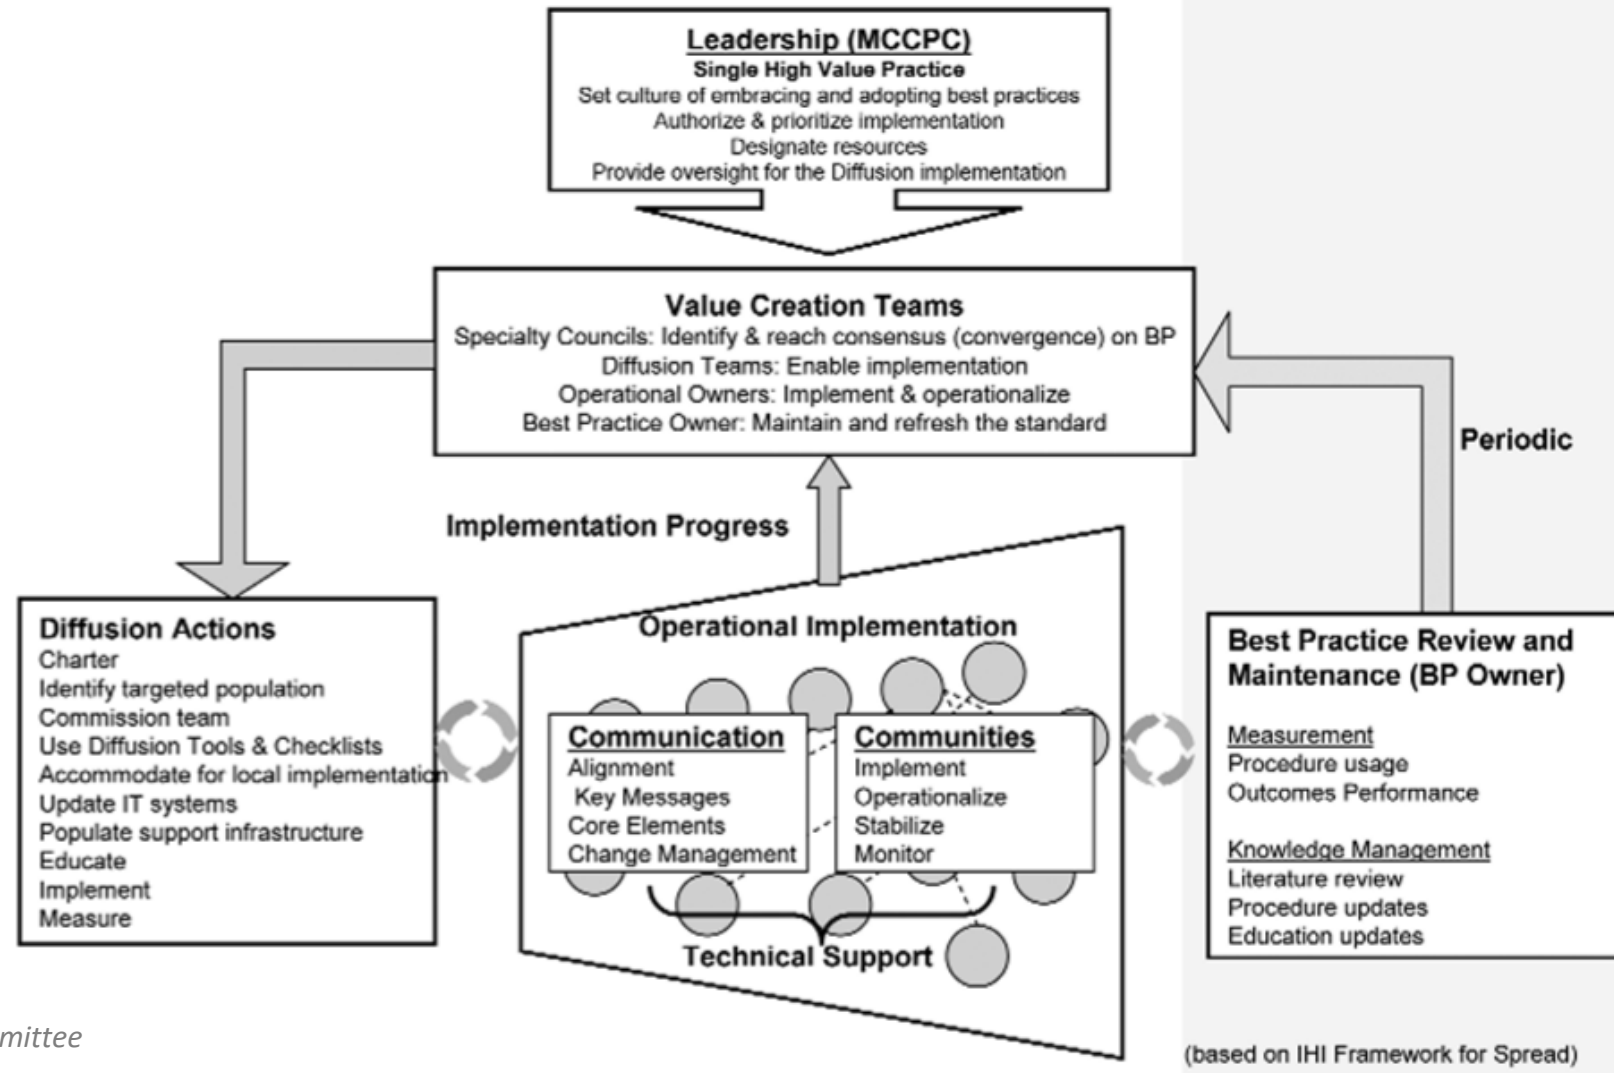 Leadership (MCCPC)
Single High Value Practice
Set culture of embracing and adopting best practices
Authorize & prioritize implementation
Designate resources
Provide oversight for the Diffusion implementation
Value Creation Teams
Specialty Councils: Identify & reach consensus (convergence) on BP
Diffusion Teams: Enable implementation
Operational Owners: Implement & operationalize
Best Practice Owner: Maintain and refresh the standard
Periodic
Implementation Progress
Diffusion Actions
Charter
Identify targeted population
Commission team
Use Diffusion Tools & Checklists
Accommodate for local implementation
Update IT systems
Populate support infrastructure
Educate
Implement
Measure
Operational Implementation
Communication
Alignment
Key Messages
Core Elements
Change Management
Communities
Implement
Operationalize
Stabilize
Monitor
Technical Support
Best Practice Review and
Maintenance (BP Owner)
Measurement
Procedure usage
Outcomes Performance
Knowledge Management
Literature review
Procedure updates
Education updates
mittee
(based on IHI Framework for Spread)